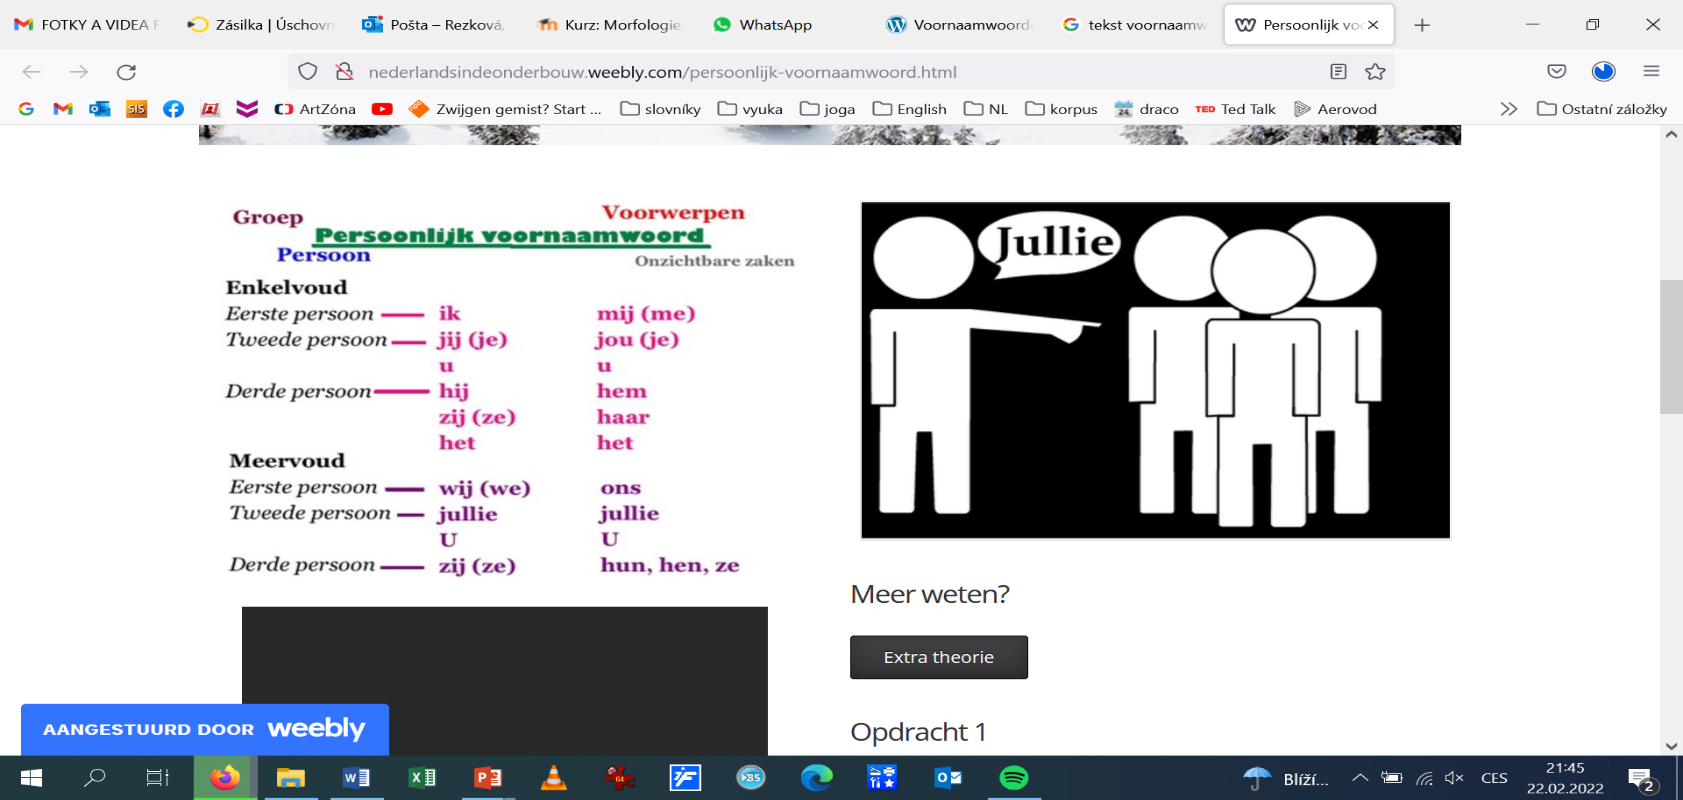 FOTKY A VIDEA F
Zásilka | Úschovn
Pošta – Rezková,
Kurz: Morfologie
WhatsApp
Voornaamwoorde
tekst voornaamw
Persoonlijk voo
nederlandsindeonderbouw.weebly.com/persoonlijk-voornaamwoord.html
SIS
ArtZóna
Zwijgen gemist? Start ...
slovníky
vyuka
joga
English
NL
korpus
draco
TED Ted Talk
Aerovod
Ostatní záložky
Groep
Voorwerpen
Persoonlijk voornaamwoord
Persoon
Onzichtbare zaken
Enkelvoud
Eerste persoon ik mij (me)
Tweede persoon jij (je) jou (je)
u u
Derde persoon hij hem
zij (ze) haar
het het
Meervoud
Eerste persoon wij (we) ons
Tweede persoon jullie jullie
U U
Derde persoon zij (ze) hun, hen, ze
Jullie
Meer weten?
Extra theorie
Opdracht 1
AANGESTUURD DOOR weebly
Blíží...
CES
21:45
22.02.2022
2